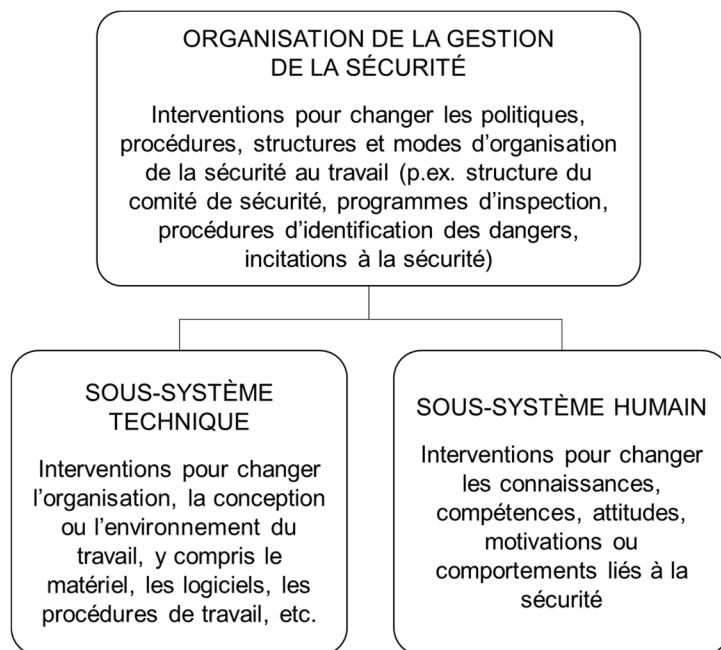 ORGANISATION DE LA GESTION
DE LA SÉCURITÉ
Interventions pour changer les politiques,
procédures, structures et modes d’organisation
de la sécurité au travail (p.ex. structure du
comité de sécurité, programmes d’inspection,
procédures d’identification des dangers,
incitations à la sécurité)
SOUS-SYSTÈME
TECHNIQUE
Interventions pour changer
l’organisation, la conception
ou l’environnement du
travail, y compris le
matériel, les logiciels, les
procédures de travail, etc.
SOUS-SYSTÈME HUMAIN
Interventions pour changer
les connaissances,
compétences, attitudes,
motivations ou
comportements liés à la
sécurité